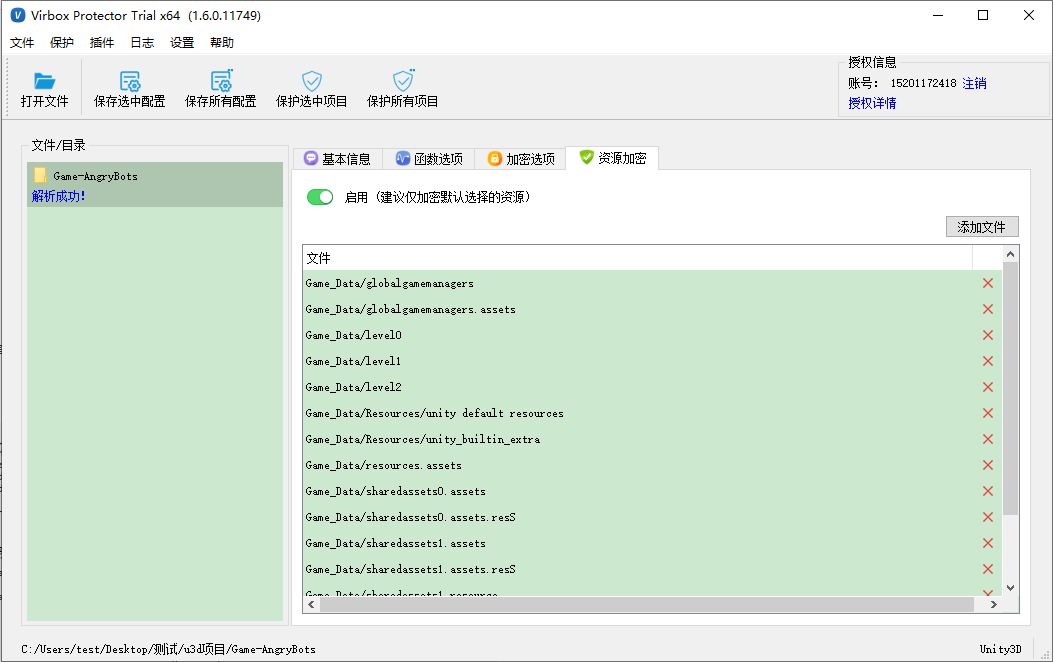 Virbox Protector Trial x64 (1.6.0.11749)
文件 保护 插件 日志 设置 帮助
打开文件 保存选中配置 保存所有配置 保护选中项目 保护所有项目
授权信息
账号: 15201172418 注销
授权详情
文件/目录
Game-AngryBots
解析成功!
基本信息 函数选项 加密选项 资源加密
启用 (建议仅加密默认选择的资源)
添加文件
文件
Game_Data/globalgamemanagers
Game_Data/globalgamemanagers.assets
Game_Data/level0
Game_Data/level1
Game_Data/level2
Game_Data/Resources/unity default resources
Game_Data/Resources/unity_builtin_extra
Game_Data/resources.assets
Game_Data/sharedassets0.assets
Game_Data/sharedassets0.assets.resS
Game_Data/sharedassets1.assets
Game_Data/sharedassets1.assets.resS
Game_Data/sharedassets1.resource
C:/Users/test/Desktop/测试/u3d项目/Game-AngryBots
Unity3D